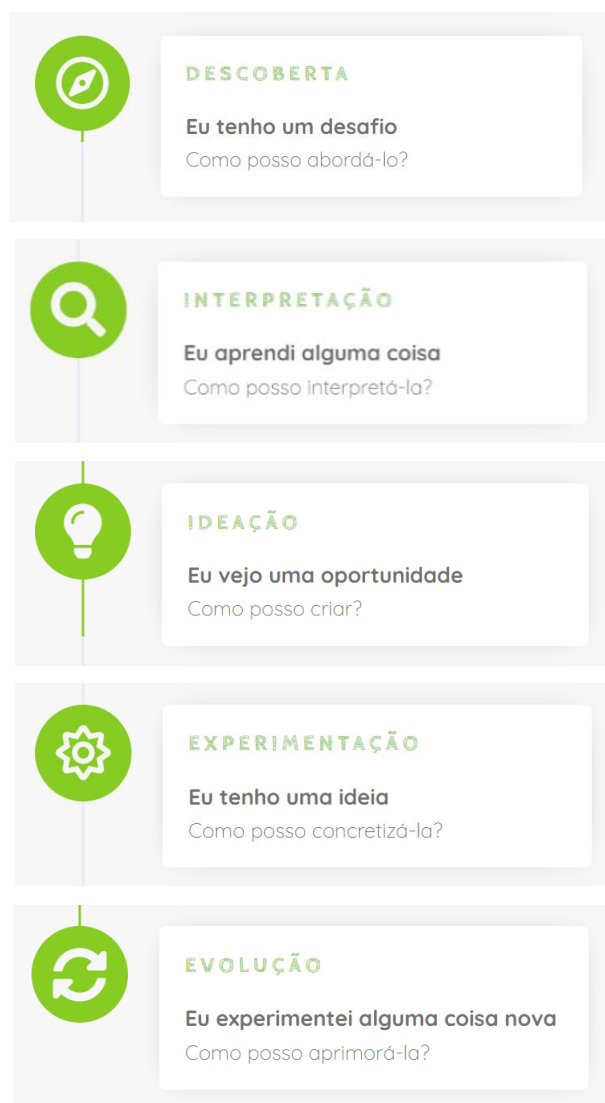 DESCOBERTA
Eu tenho um desafio
Como posso abordá-lo?
INTERPRETAÇÃO
Eu aprendi alguma coisa
Como posso interpretá-la?
IDEAÇÃO
Eu vejo uma oportunidade
Como posso criar?
EXPERIMENTAÇÃO
Eu tenho uma ideia
Como posso concretizá-la?
EVOLUÇÃO
Eu experimentei alguma coisa nova
Como posso aprimorá-la?